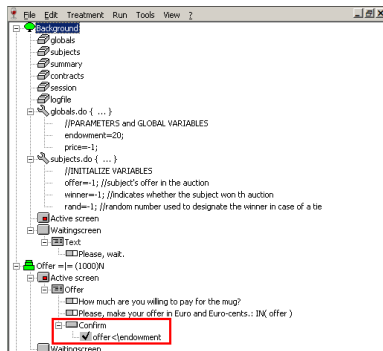 File Edit Treatment Run Tools View ?
Background
globals
subjects
summary
contracts
session
logfile
globals.do { ... }
//PARAMETERS and GLOBAL VARIABLES
endowment=20;
price=-1;
subjects.do { ... }
//INITIALIZE VARIABLES
offer=-1; //subject's offer in the auction
winner=-1; //indicates whether the subject won th auction
rand=-1; //random number used to designate the winner in case of a tie
Active screen
Waitingscreen
Text
Please, wait.
Offer =|= (1000)N
Active screen
Offer
How much are you willing to pay for the mug?
Please, make your offer in Euro and Euro-cents.: IN( offer )
Confirm
offer<\endowment
Waitingscreen